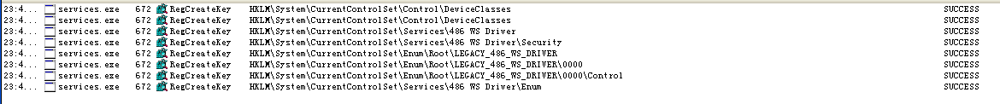 23:4... services.exe 672 RegCreateKey HKLM\System\CurrentControlSet\Control\DeviceClasses SUCCESS
23:4... services.exe 672 RegCreateKey HKLM\System\CurrentControlSet\Control\DeviceClasses SUCCESS
23:4... services.exe 672 RegCreateKey HKLM\System\CurrentControlSet\Services\486 WS Driver SUCCESS
23:4... services.exe 672 RegCreateKey HKLM\System\CurrentControlSet\Services\486 WS Driver\Security SUCCESS
23:4... services.exe 672 RegCreateKey HKLM\System\CurrentControlSet\Enum\Root\LEGACY_486_WS_DRIVER SUCCESS
23:4... services.exe 672 RegCreateKey HKLM\System\CurrentControlSet\Enum\Root\LEGACY_486_WS_DRIVER\0000 SUCCESS
23:4... services.exe 672 RegCreateKey HKLM\System\CurrentControlSet\Enum\Root\LEGACY_486_WS_DRIVER\0000\Control SUCCESS
23:4... services.exe 672 RegCreateKey HKLM\System\CurrentControlSet\Services\486 WS Driver\Enum SUCCESS